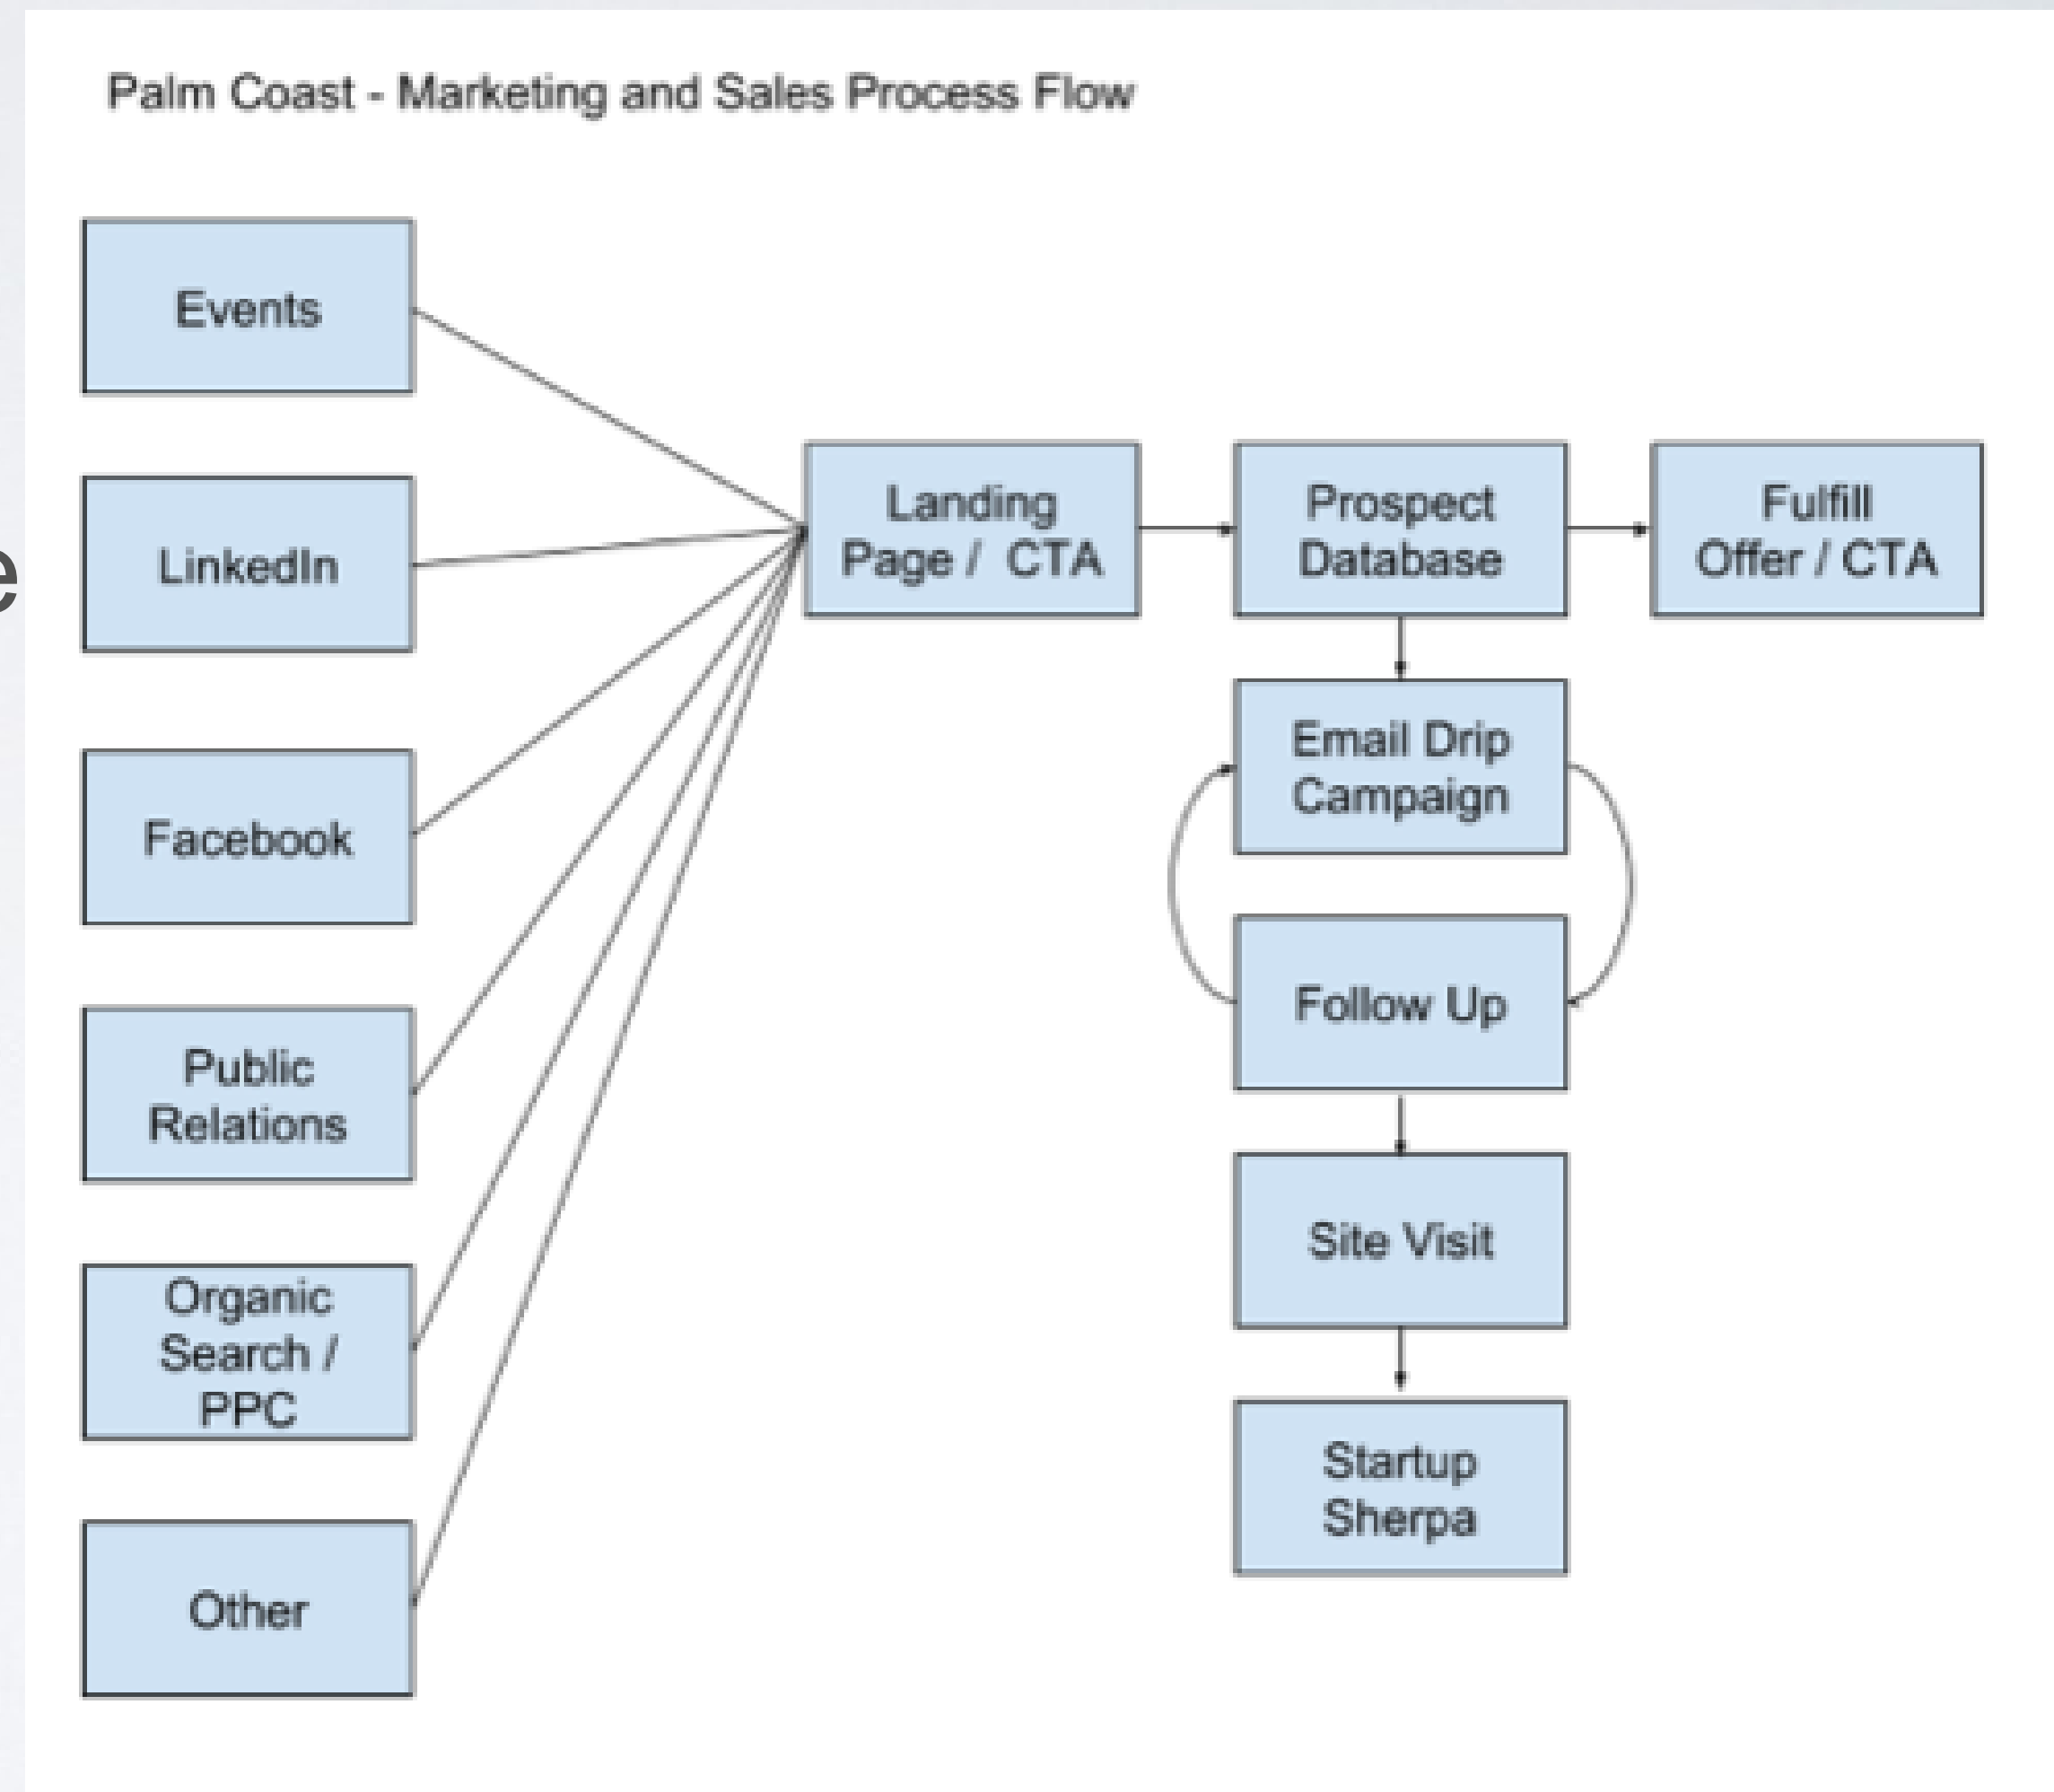 Palm Coast - Marketing and Sales Process Flow
Events
LinkedIn
Facebook
Public
Relations
Organic
Search /
PPC
Other
Landing
Page / CTA
Prospect
Database
Fulfill
Offer / CTA
Email Drip
Campaign
Follow Up
Site Visit
Startup
Sherpa